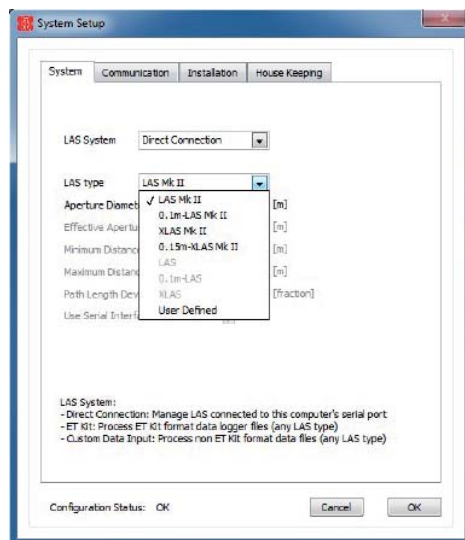 System Setup
System Communication Installation House Keeping
LAS System Direct Connection
LAS type LAS Mk II
✓ LAS Mk II
0.1m-LAS Mk II
XLAS Mk II
0.15m-XLAS Mk II
LAS
0.1m-LAS
XLAS
User Defined
Aperture Diamet [m]
Effective Apertu [m]
Minimum Distanc [m]
Maximum Distanc [m]
Path Length Dev [fraction]
Use Serial Interf
LAS System:
- Direct Connection: Manage LAS connected to this computer's serial port
- ET Kit: Process ET Kit format data logger files (any LAS type)
- Custom Data Input: Process non ET Kit format data files (any LAS type)
Configuration Status: OK Cancel OK